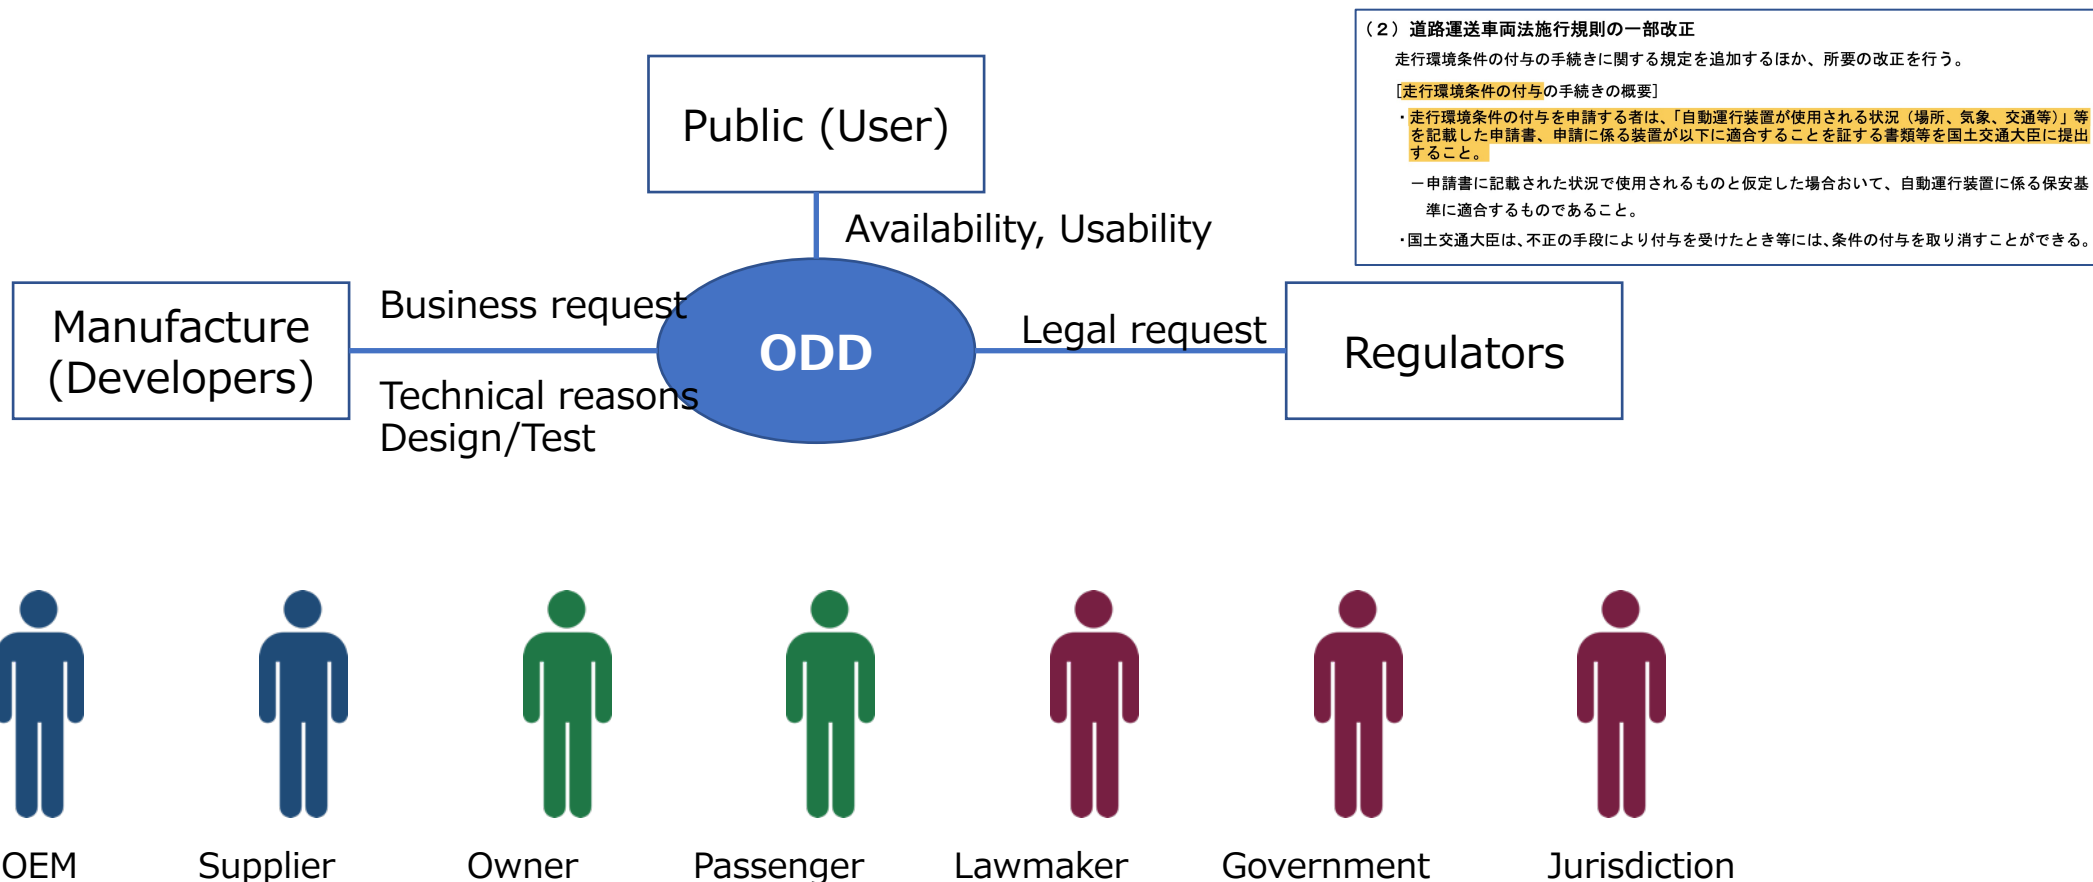 (2)道路運送車両法施行規則の一部改正
走行環境条件の付与の手続きに関する規定を追加するほか、所要の改正を行う。
[走行環境条件の付与の手続きの概要]
・走行環境条件の付与を申請する者は、「自動運行装置が使用される状況(場所、気象、交通等)」等
を記載した申請書、申請に係る装置が以下に適合することを証する書類等を国土交通大臣に提出
すること。
-申請書に記載された状況で使用されるものと仮定した場合おいて、自動運行装置に係る保安基
準に適合するものであること。
・国土交通大臣は、不正の手段により付与を受けたとき等には、条件の付与を取り消すことができる。
Public (User)
Availability, Usability
Manufacture
(Developers)
Business request
Technical reasons
Design/Test
ODD
Legal request
Regulators
OEM
Supplier
Owner
Passenger
Lawmaker
Government
Jurisdiction